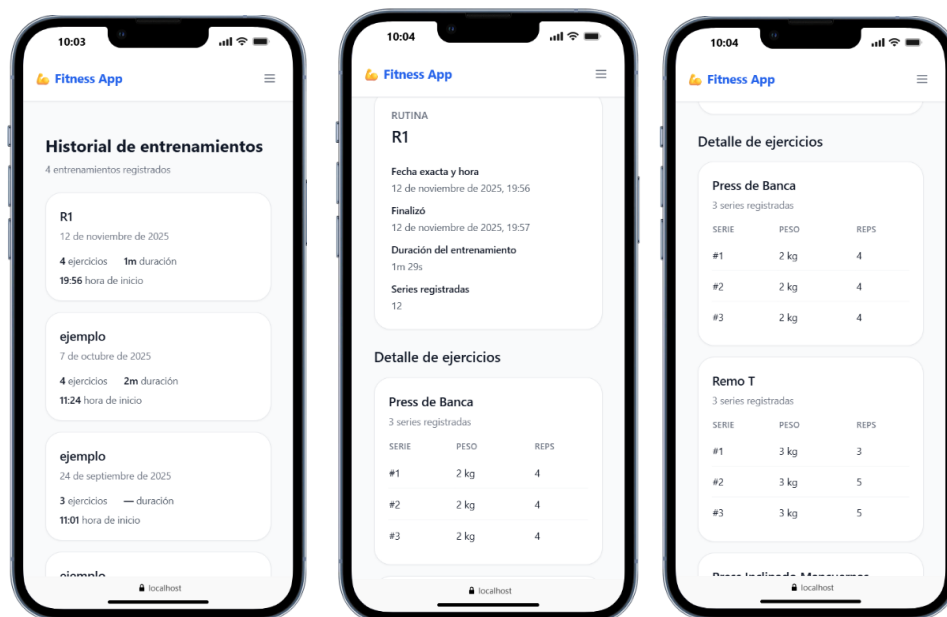 10:03
Fitness App
Historial de entrenamientos
4 entrenamientos registrados
R1
12 de noviembre de 2025
4 ejercicios 1m duración
19:56 hora de inicio
ejemplo
7 de octubre de 2025
4 ejercicios 2m duración
11:24 hora de inicio
ejemplo
24 de septiembre de 2025
3 ejercicios — duración
11:01 hora de inicio
ejemplo
localhost
10:04
Fitness App
RUTINA
R1
Fecha exacta y hora
12 de noviembre de 2025, 19:56
Finalizó
12 de noviembre de 2025, 19:57
Duración del entrenamiento
1m 29s
Series registradas
12
Detalle de ejercicios
Press de Banca
3 series registradas
SERIE PESO REPS
#1 2 kg 4
#2 2 kg 4
#3 2 kg 4
localhost
10:04
Fitness App
Detalle de ejercicios
Press de Banca
3 series registradas
SERIE PESO REPS
#1 2 kg 4
#2 2 kg 4
#3 2 kg 4
Remo T
3 series registradas
SERIE PESO REPS
#1 3 kg 3
#2 3 kg 5
#3 3 kg 5
Press Inclinado Mancuernas
localhost